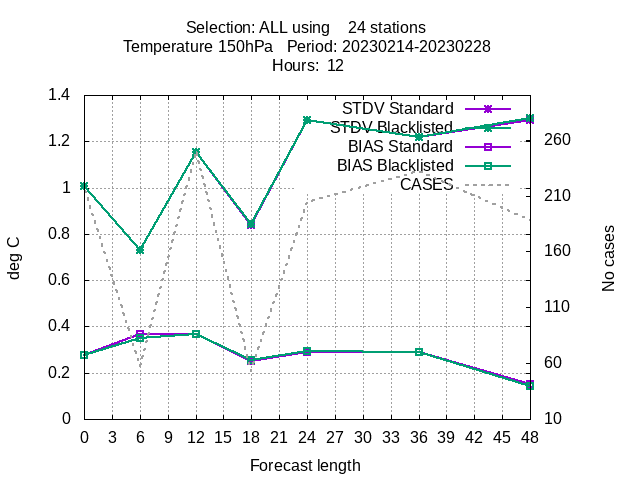 Selection: ALL using    24 stations
Temperature 150hPa   Period: 20230214-20230228
Hours:  12
1.4
1.2
1
0.8
0.6
0.4
0.2
0
deg C
STDV Standard
STDV Blacklisted
BIAS Standard
BIAS Blacklisted
CASES
260
210
160
110
60
10
No cases
0 3 6 9 12 15 18 21 24 27 30 33 36 39 42 45 48
Forecast length